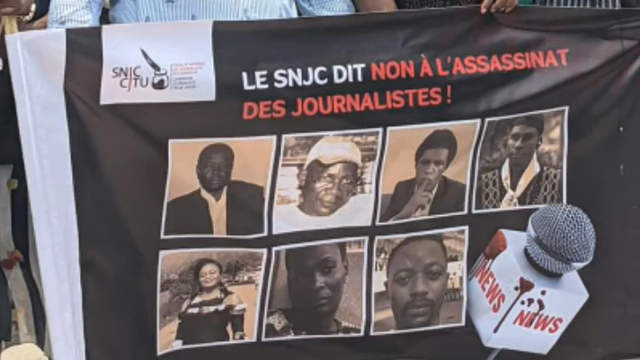 SNJC
CJTU
LE SNJC DIT NON À L'ASSASSINAT
DES JOURNALISTES !
NEWS
NEWS